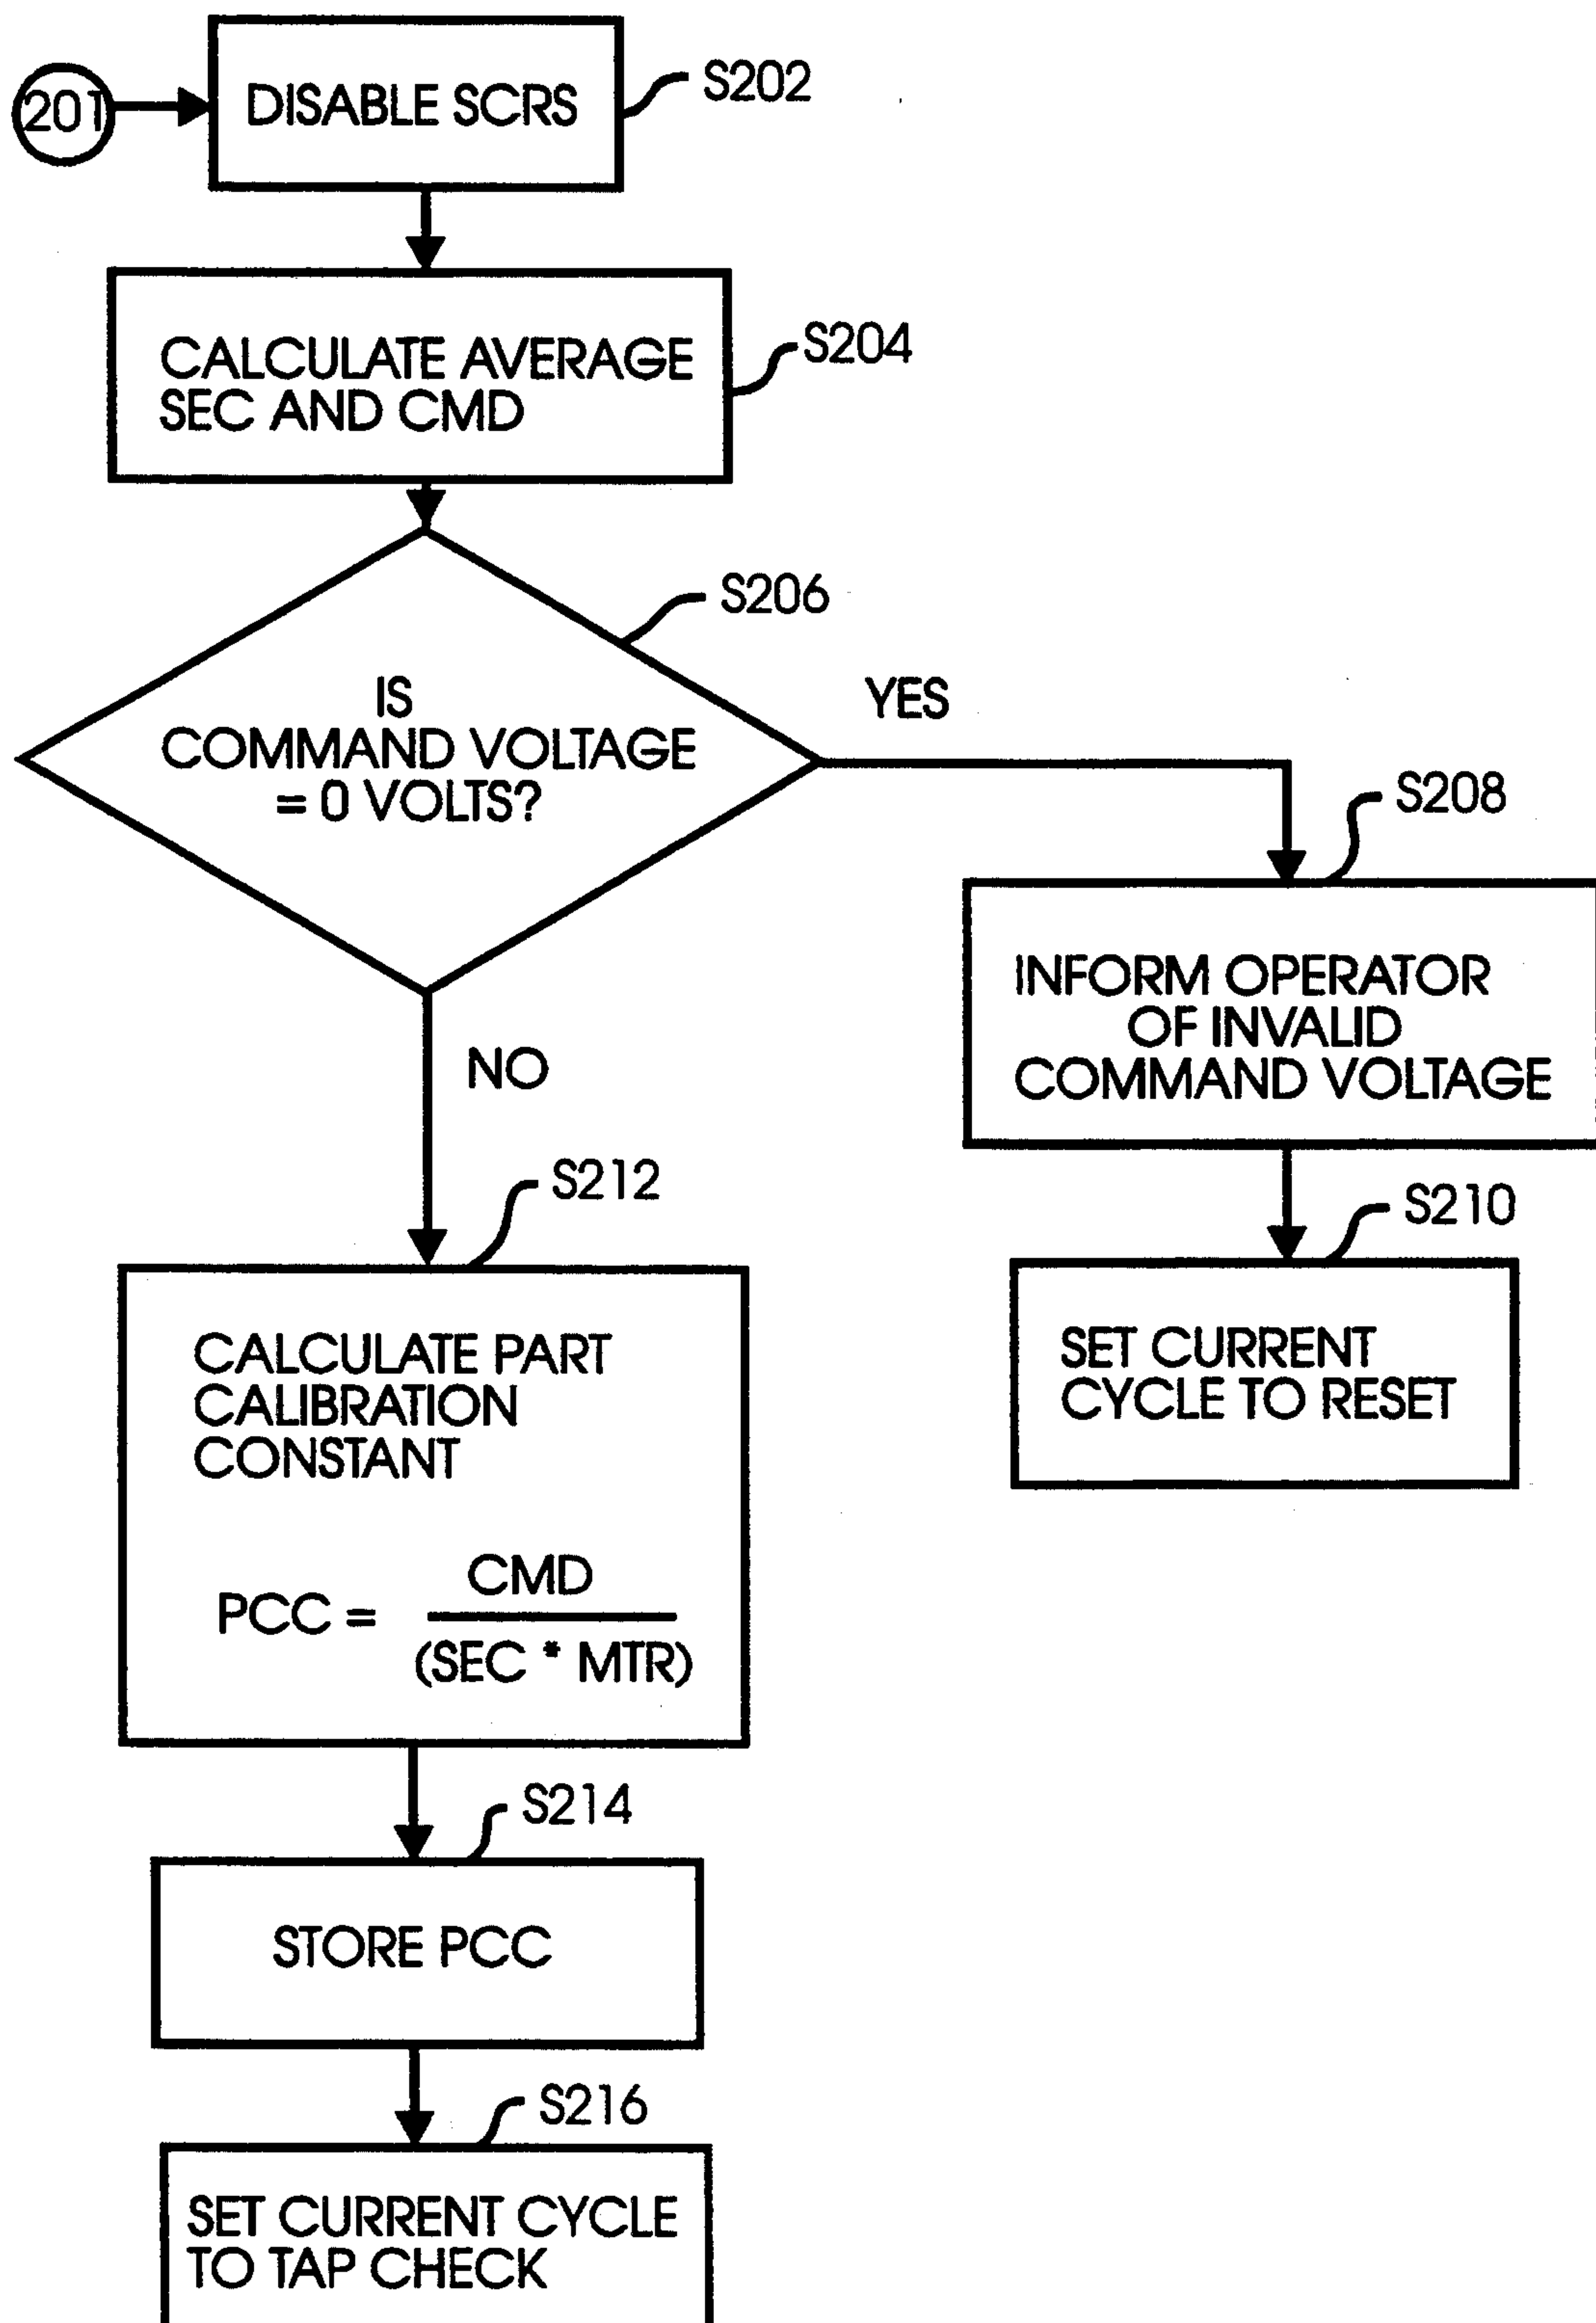 201
DISABLE SCRS
S202
CALCULATE AVERAGE
SEC AND CMD
S204
S206
IS
COMMAND VOLTAGE
= 0 VOLTS?
YES
S208
INFORM OPERATOR
OF INVALID
COMMAND VOLTAGE
NO
S210
SET CURRENT
CYCLE TO RESET
S212
CALCULATE PART
CALIBRATION
CONSTANT
CMD
PCC =
(SEC * MTR)
S214
STORE PCC
S216
SET CURRENT CYCLE
TO TAP CHECK